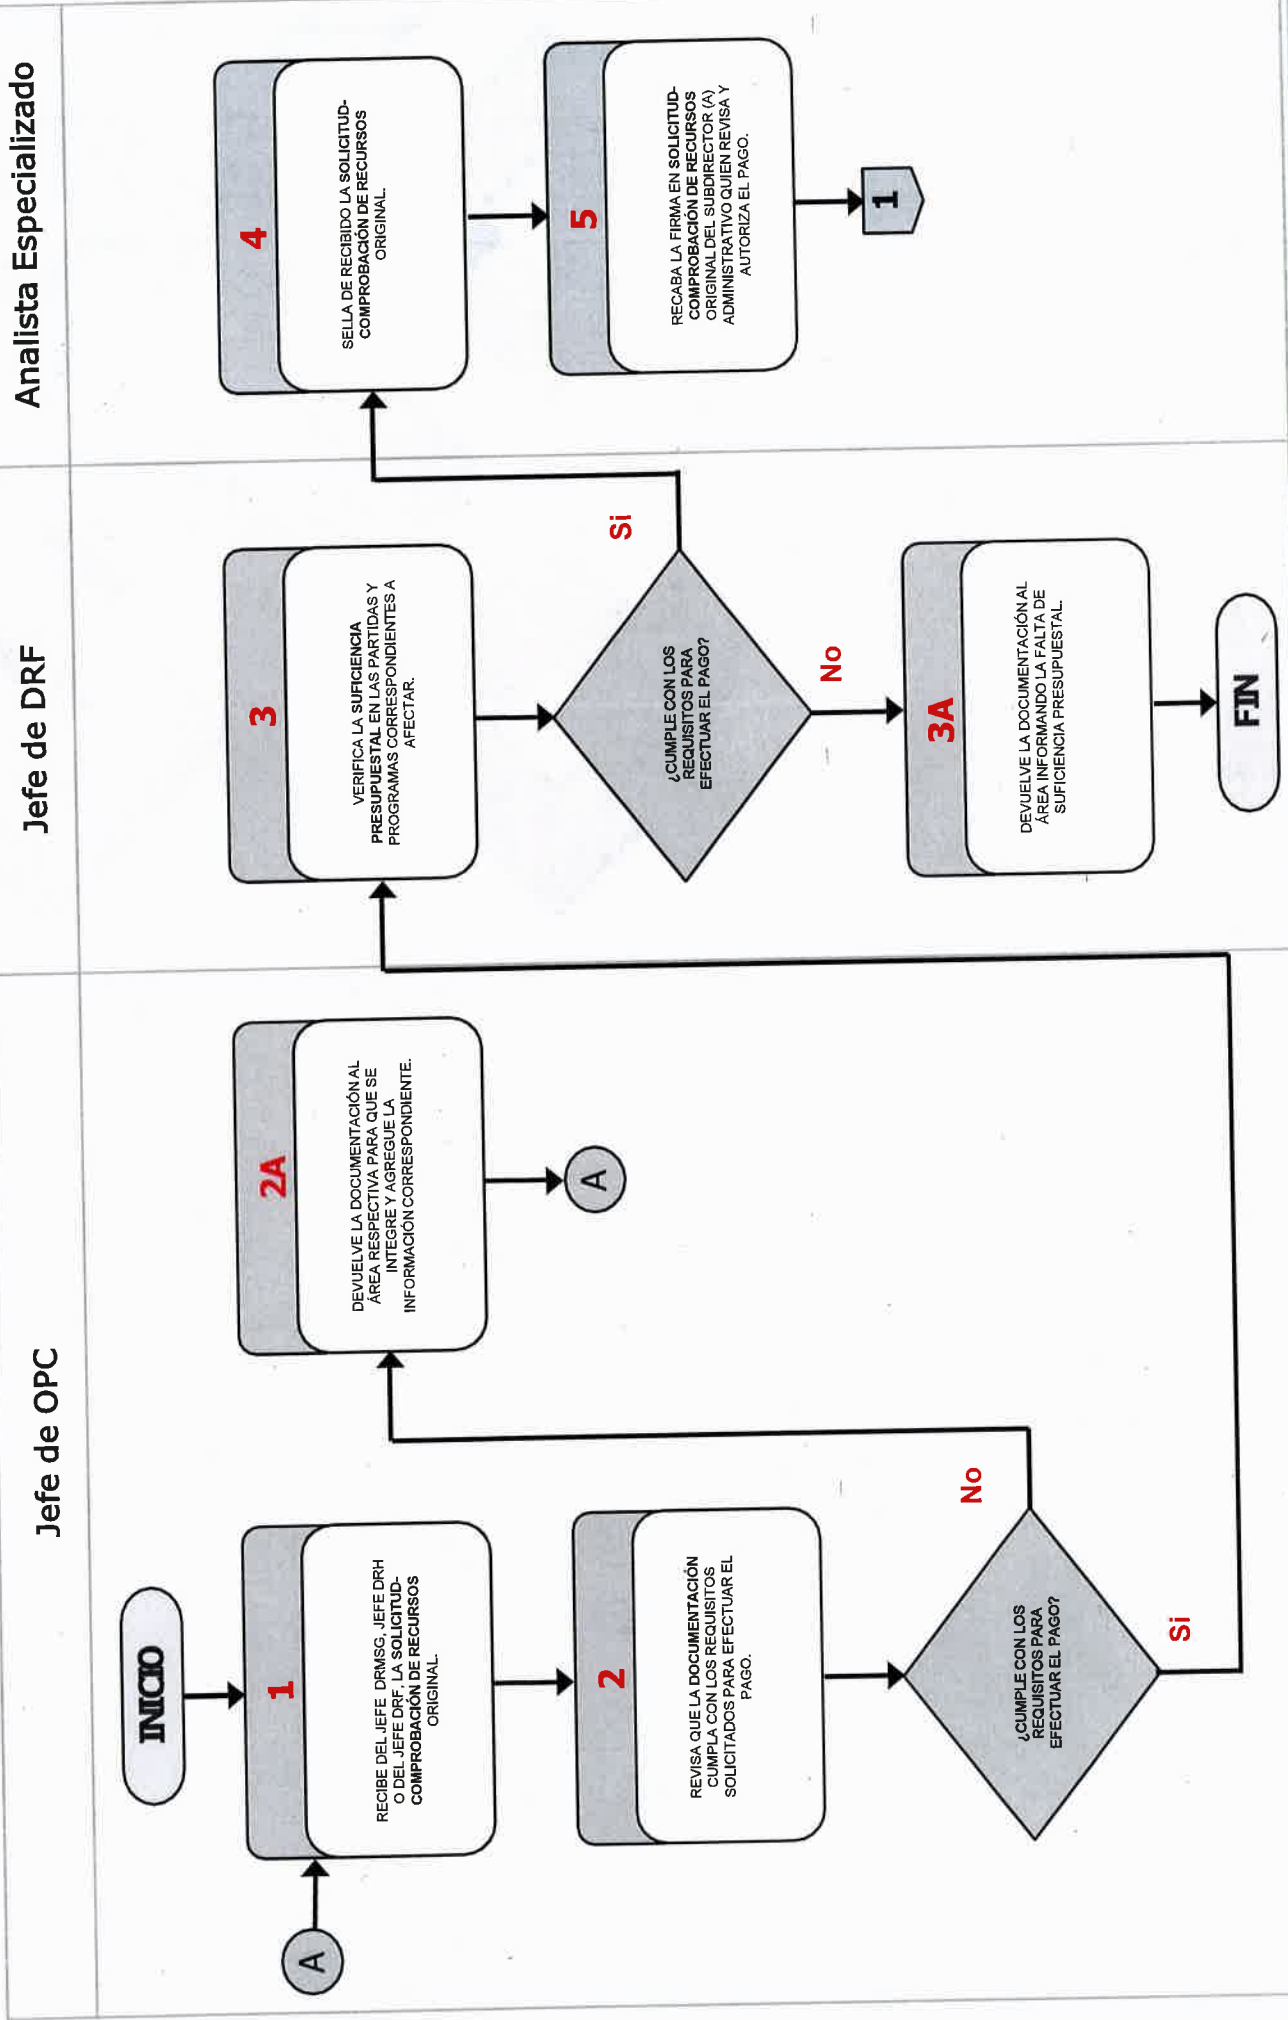 Jefe de OPC
Jefe de DRF
Analista Especializado
INICIO
A
1
RECIBE DEL JEFE DRMSG, JEFE DRH
O DEL JEFE DRF, LA SOLICITUD-
COMPROBACIÓN DE RECURSOS
ORIGINAL.
2
REVISA QUE LA DOCUMENTACIÓN
CUMPLA CON LOS REQUISITOS
SOLICITADOS PARA EFECTUAR EL
PAGO.
¿CUMPLE CON LOS
REQUISITOS PARA
EFECTUAR EL PAGO?
No
Si
2A
DEVUELVE LA DOCUMENTACIÓN AL
ÁREA RESPECTIVA PARA QUE SE
INTEGRE Y AGREGUE LA
INFORMACIÓN CORRESPONDIENTE.
A
3
VERIFICA LA SUFICIENCIA
PRESUPUESTAL EN LAS PARTIDAS Y
PROGRAMAS CORRESPONDIENTES A
AFECTAR.
¿CUMPLE CON LOS
REQUISITOS PARA
EFECTUAR EL PAGO?
Si
No
3A
DEVUELVE LA DOCUMENTACIÓN AL
ÁREA INFORMANDO LA FALTA DE
SUFICIENCIA PRESUPUESTAL.
FIN
4
SELLA DE RECIBIDO LA SOLICITUD-
COMPROBACIÓN DE RECURSOS
ORIGINAL.
5
RECABA LA FIRMA EN SOLICITUD-
COMPROBACIÓN DE RECURSOS
ORIGINAL DEL SUBDIRECTOR (A)
ADMINISTRATIVO QUIEN REVISA Y
AUTORIZA EL PAGO.
1